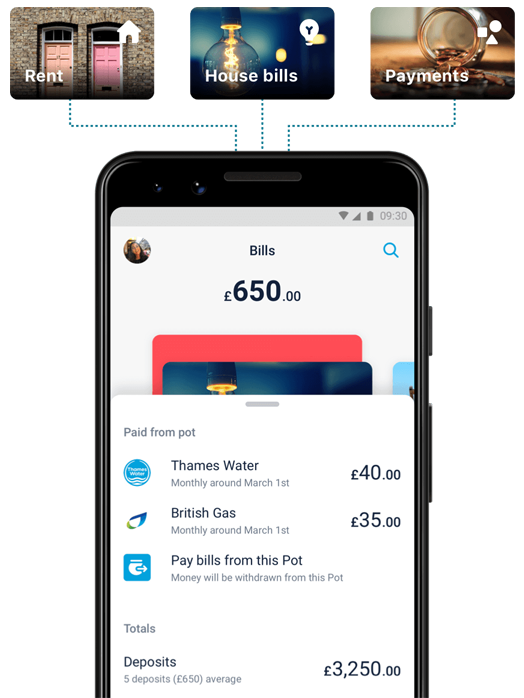 Rent
House bills
Payments
09:30
Bills
£650.00
Paid from pot
Thames Water
Thames Water
Monthly around March 1st
£40.00
British Gas
Monthly around March 1st
£35.00
Pay bills from this Pot
Money will be withdrawn from this Pot
Totals
Deposits
5 deposits (£650) average
£3,250.00